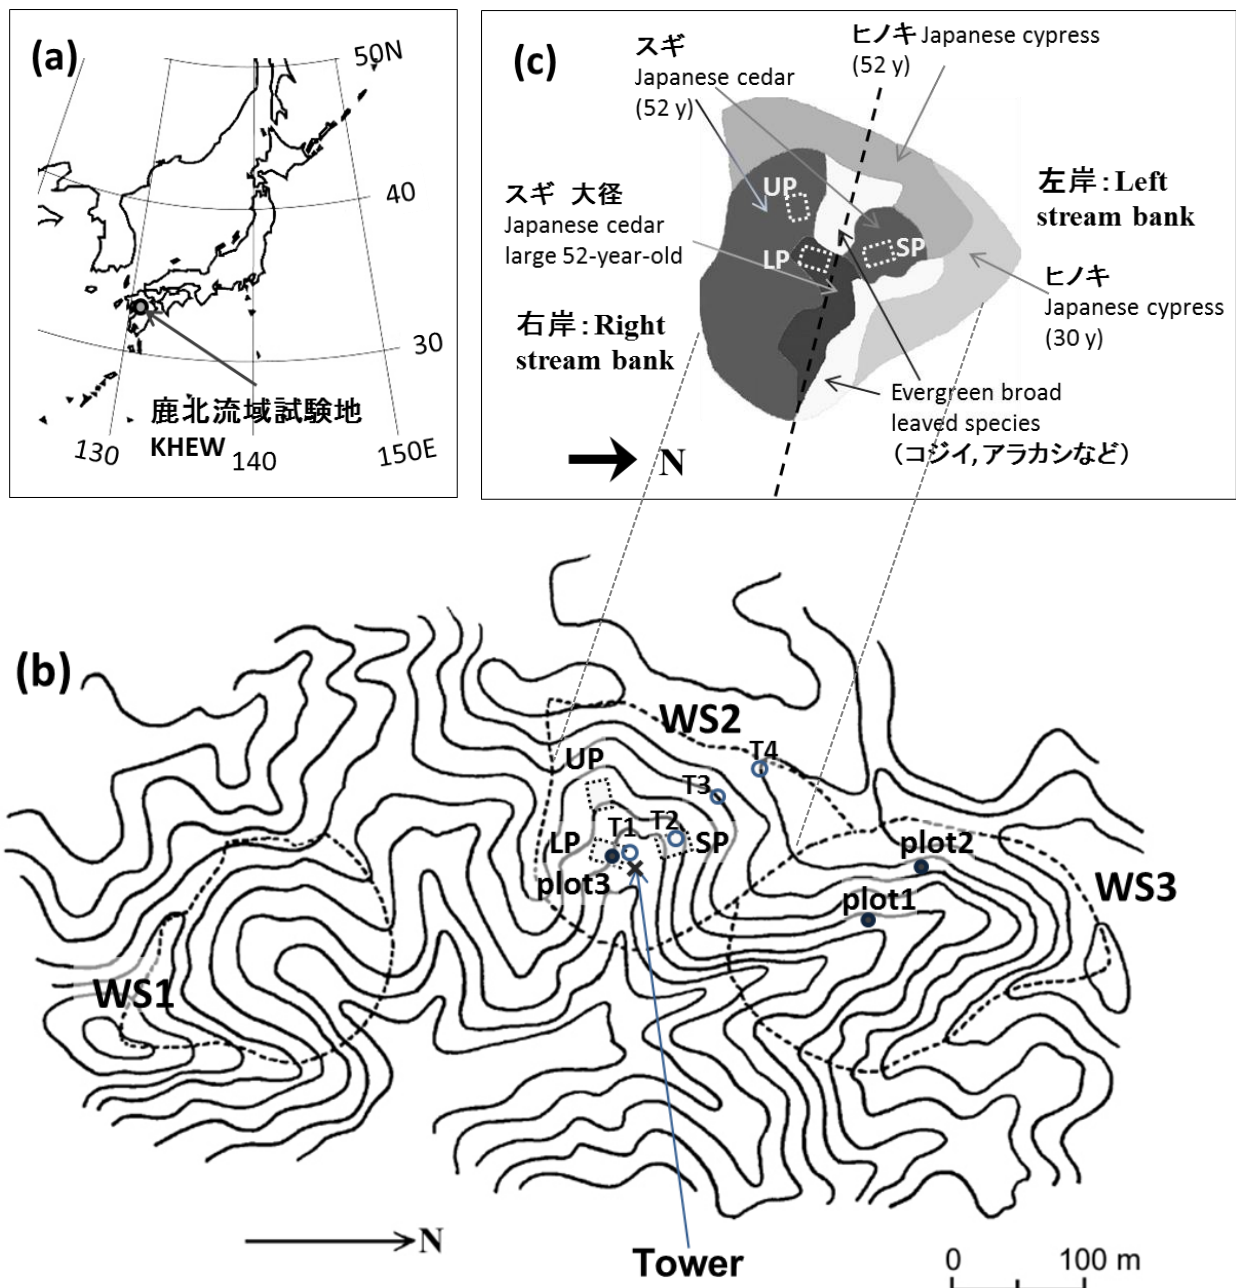 (a)
50N
40
30
鹿北流域試験地
KHEW
130
140
150E
(c)
スギ
Japanese cedar
(52 y)
ヒノキ Japanese cypress
(52 y)
スギ 大径
Japanese cedar
large 52-year-old
UP
LP
SP
左岸:Left
stream bank
右岸:Right
stream bank
ヒノキ
Japanese cypress
(30 y)
Evergreen broad
leaved species
(コジイ,アラカシなど)
N
(b)
WS2
T4
UP
T3
T1
T2
LP
SP
plot3
plot2
plot1
WS3
WS1
N
Tower
0
100 m